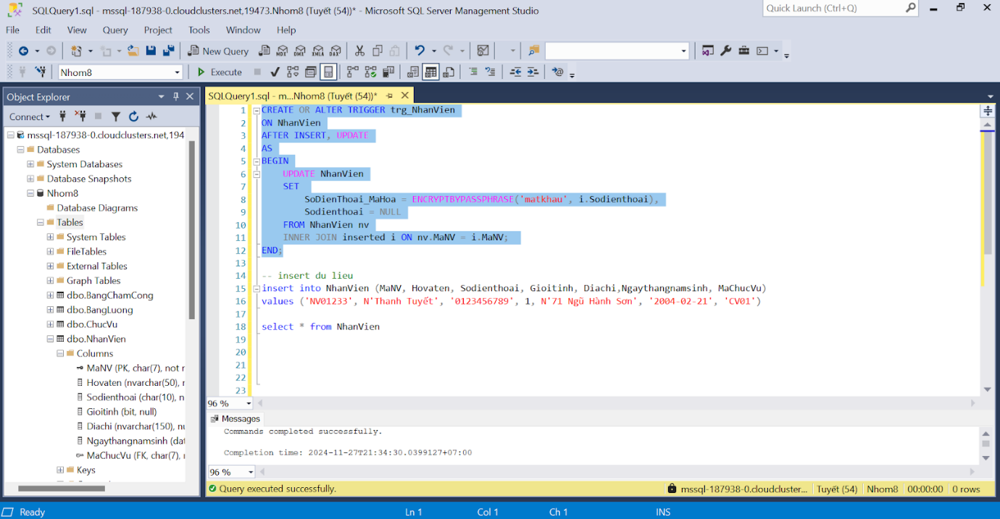 SQLQuery1.sql - mssql-187938-0.cloudclusters.net,19473.Nhom8 (Tuyết (54))* - Microsoft SQL Server Management Studio
Quick Launch (Ctrl+Q)
File Edit View Query Project Tools Window Help
New Query
MDX DMX XMLA DAX
Nhom8
Execute
Object Explorer
SQLQuery1.sql - m...Nhom8 (Tuyết (54))*
Connect
mssql-187938-0.cloudclusters.net,194
Databases
System Databases
Database Snapshots
Nhom8
Database Diagrams
Tables
System Tables
FileTables
External Tables
Graph Tables
dbo.BangChamCong
dbo.BangLuong
dbo.ChucVu
dbo.NhanVien
Columns
MaNV (PK, char(7), not r
Hovaten (nvarchar(50), r
Sodienthoai (char(10), n
Gioitinh (bit, null)
Diachi (nvarchar(150), nu
Ngaythangnamsinh (dat
MaChucVu (FK, char(7), 
Keys
1 CREATE OR ALTER TRIGGER trg_NhanVien
2 ON NhanVien
3 AFTER INSERT, UPDATE
4 AS
5 BEGIN
6 UPDATE NhanVien
7 SET
8 SoDienThoai_MaHoa = ENCRYPTBYPASSPHRASE('matkhau', i.Sodienthoai),
9 Sodienthoai = NULL
10 FROM NhanVien nv
11 INNER JOIN inserted i ON nv.MaNV = i.MaNV;
12 END;
13
14 -- insert du lieu
15 insert into NhanVien (MaNV, Hovaten, Sodienthoai, Gioitinh, Diachi,Ngaythangnamsinh, MaChucVu)
16 values ('NV01233', N'Thanh Tuyết', '0123456789', 1, N'71 Ngũ Hành Sơn', '2004-02-21', 'CV01')
17
18 select * from NhanVien
19
20
21
22
23
96 %
Messages
Commands completed successfully.
Completion time: 2024-11-27T21:34:30.0399127+07:00
96 %
Query executed successfully.
mssql-187938-0.cloudcluster... Tuyết (54) Nhom8 00:00:00 0 rows
Ready Ln 1 Col 1 Ch 1 INS